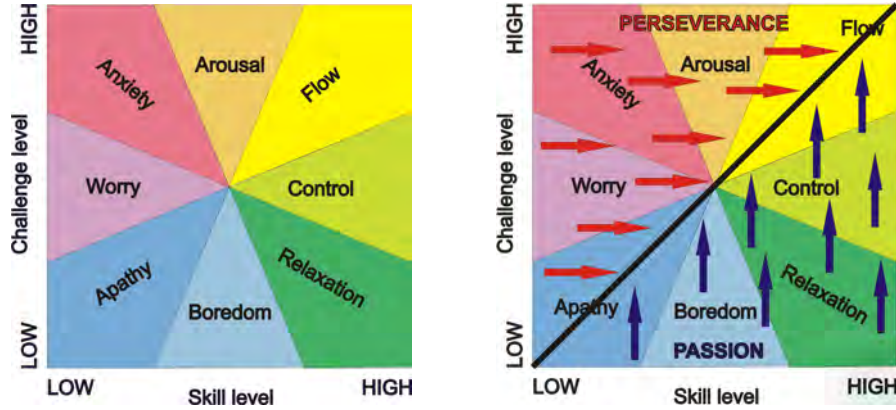 HIGH
Challenge level
LOW
Anxiety
Arousal
Flow
Worry
Control
Apathy
Boredom
Relaxation
LOW
Skill level
HIGH
HIGH
Challenge level
LOW
PERSEVERANCE
Flow
Anxiety
Arousal
Worry
Control
Apathy
Boredom
Relaxation
PASSION
LOW
Skill level
HIGH